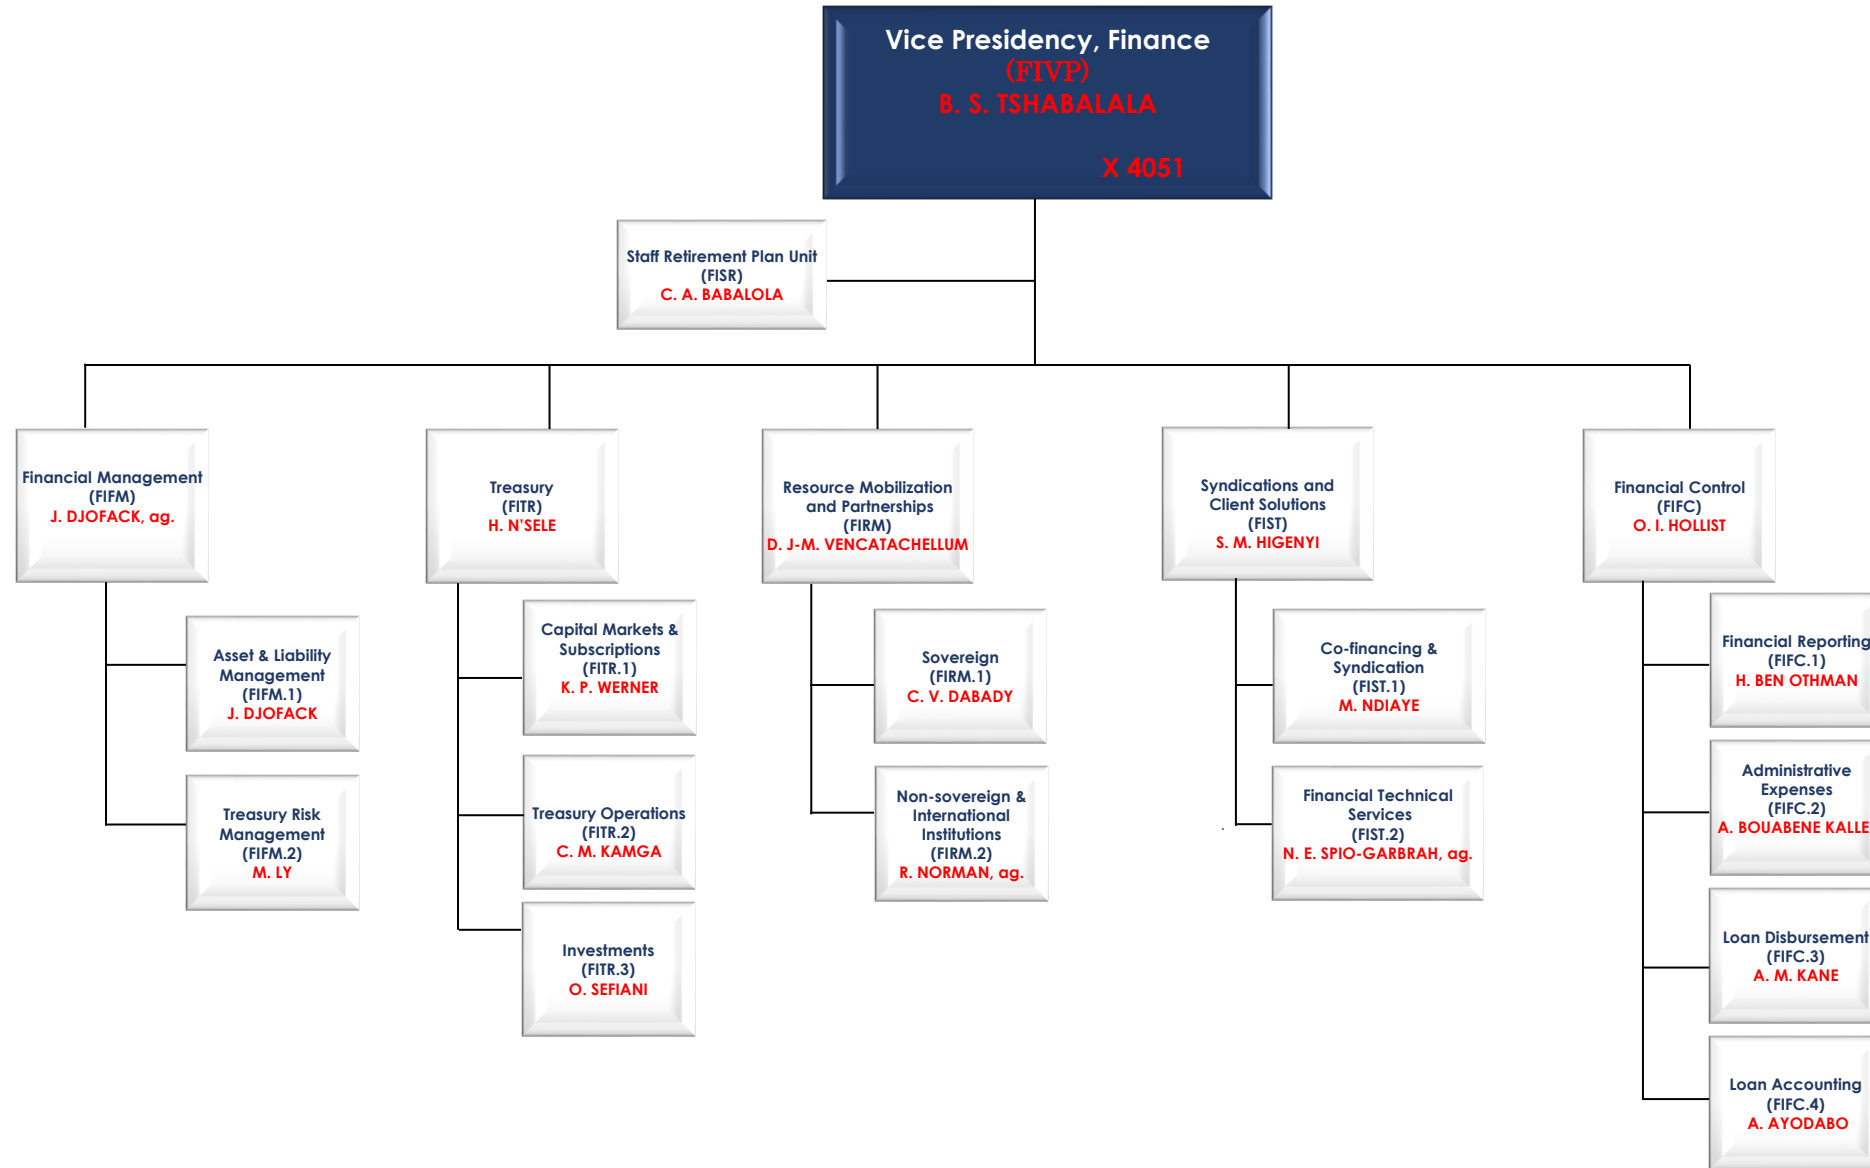 Vice Presidency, Finance
(FIVP)
B. S. TSHABALALA
X 4051
Staff Retirement Plan Unit
(FISR)
C. A. BABALOLA
Financial Management
(FIFM)
J. DJOFACK, ag.
Treasury
(FITR)
H. N'SELE
Resource Mobilization
and Partnerships
(FIRM)
D. J-M. VENCATACHELLUM
Syndications and
Client Solutions
(FIST)
S. M. HIGENYI
Financial Control
(FIFC)
O. I. HOLLIST
Asset & Liability
Management
(FIFM.1)
J. DJOFACK
Treasury Risk
Management
(FIFM.2)
M. LY
Capital Markets &
Subscriptions
(FITR.1)
K. P. WERNER
Treasury Operations
(FITR.2)
C. M. KAMGA
Investments
(FITR.3)
O. SEFIANI
Sovereign
(FIRM.1)
C. V. DABADY
Non-sovereign &
International
Institutions
(FIRM.2)
R. NORMAN, ag.
Co-financing &
Syndication
(FIST.1)
M. NDIAYE
Financial Technical
Services
(FIST.2)
N. E. SPIO-GARBRAH, ag.
Financial Reporting
(FIFC.1)
H. BEN OTHMAN
Administrative
Expenses
(FIFC.2)
A. BOUABENE KALLE
Loan Disbursement
(FIFC.3)
A. M. KANE
Loan Accounting
(FIFC.4)
A. AYODABO